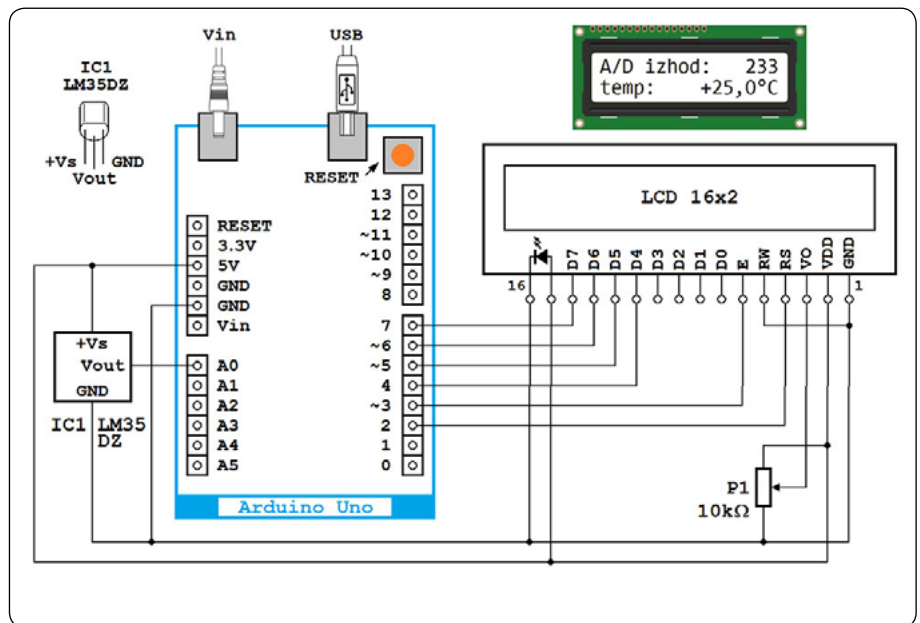 Vin
USB
IC1
LM35DZ
+Vs
GND
Vout
A/D izhod: 233
temp: +25,0°C
RESET
RESET
3.3V
5V
GND
GND
Vin
A0
A1
A2
A3
A4
A5
13
12
~11
~10
~9
8
7
~6
~5
4
~3
2
1
0
Arduino Uno
+Vs
Vout
GND
IC1 LM35
DZ
LCD 16x2
D7 D6 D5 D4 D3 D2 D1 D0 E RW RS VO VDD GND
16 1
P1
10kΩ